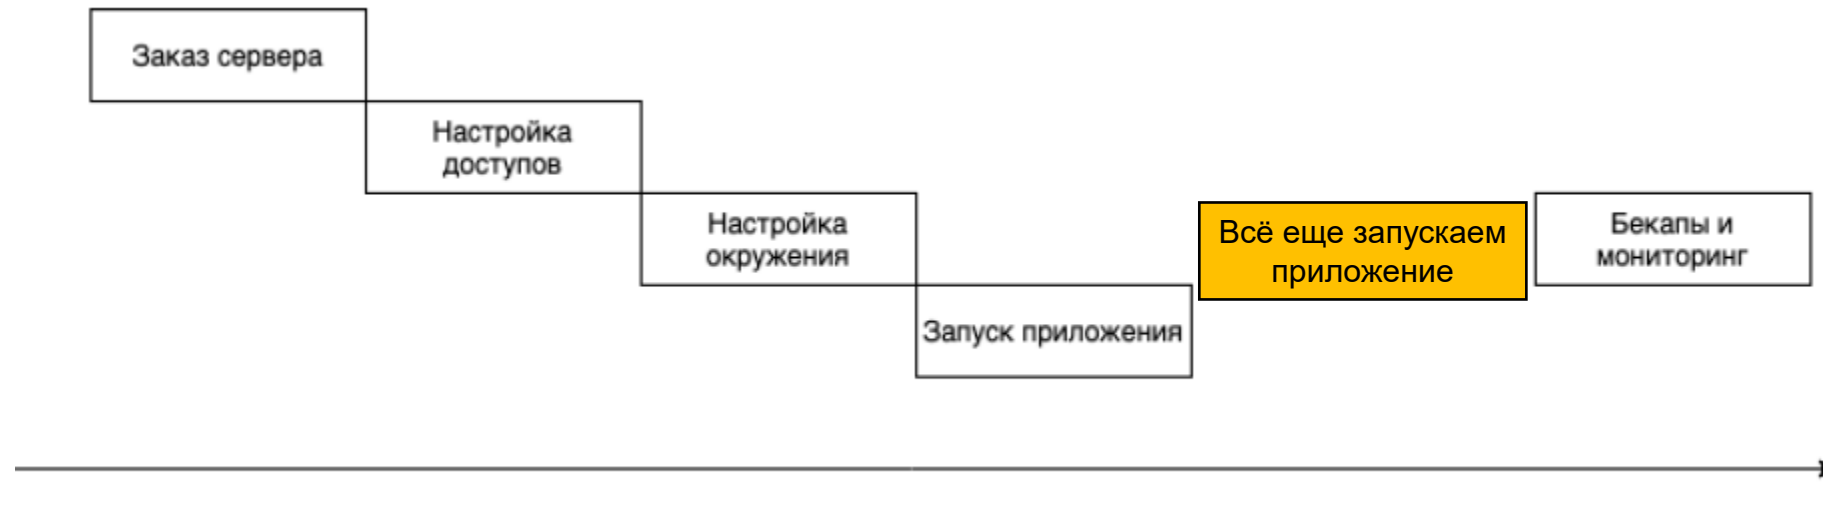 Заказ сервера
Настройка
доступов
Настройка
окружения
Запуск приложения
Всё еще запускаем
приложение
Бекапы и
мониторинг